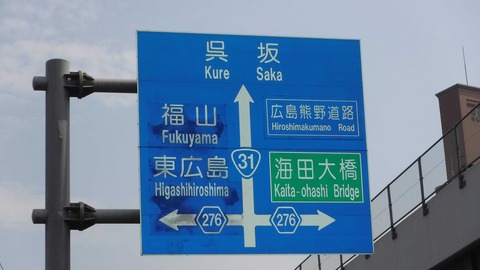 呉 坂
Kure Saka
福山
Fukuyama
広島熊野道路
Hiroshimakumano Road
東広島
Higashihiroshima
31
海田大橋
Kaita-ohashi Bridge
276
276